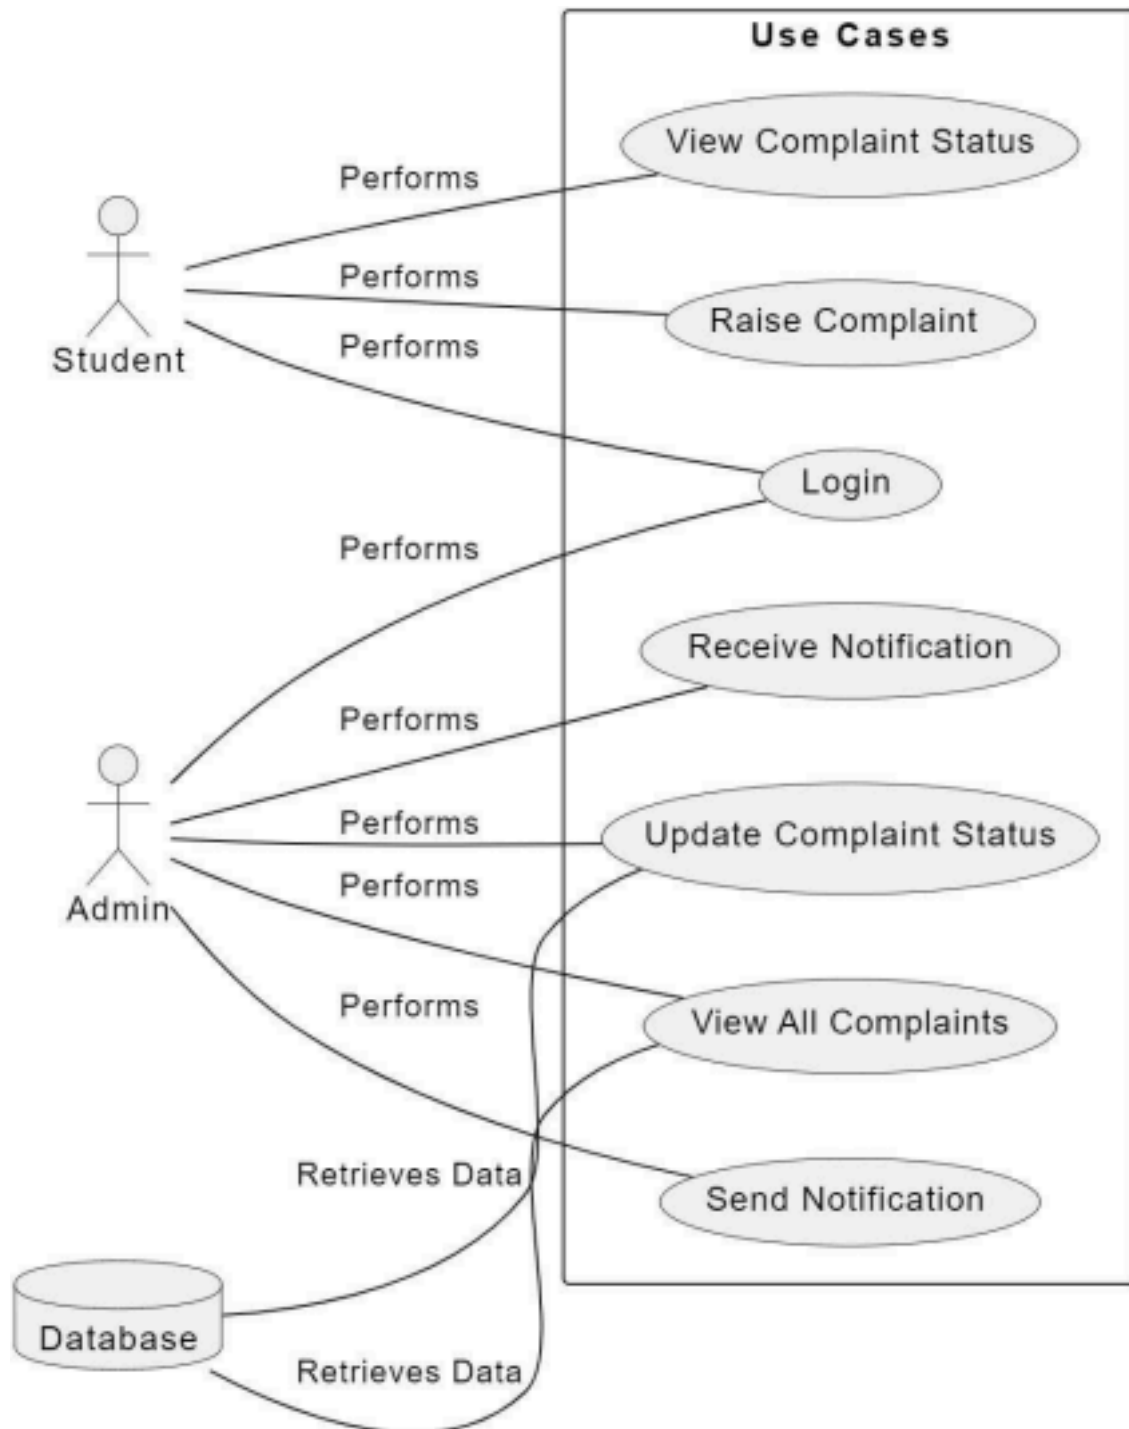 Use Cases
View Complaint Status
Performs
Performs
Raise Complaint
Performs
Student
Login
Performs
Receive Notification
Performs
Performs
Update Complaint Status
Performs
Admin
Performs
View All Complaints
Retrieves Data
Send Notification
Database
Retrieves Data